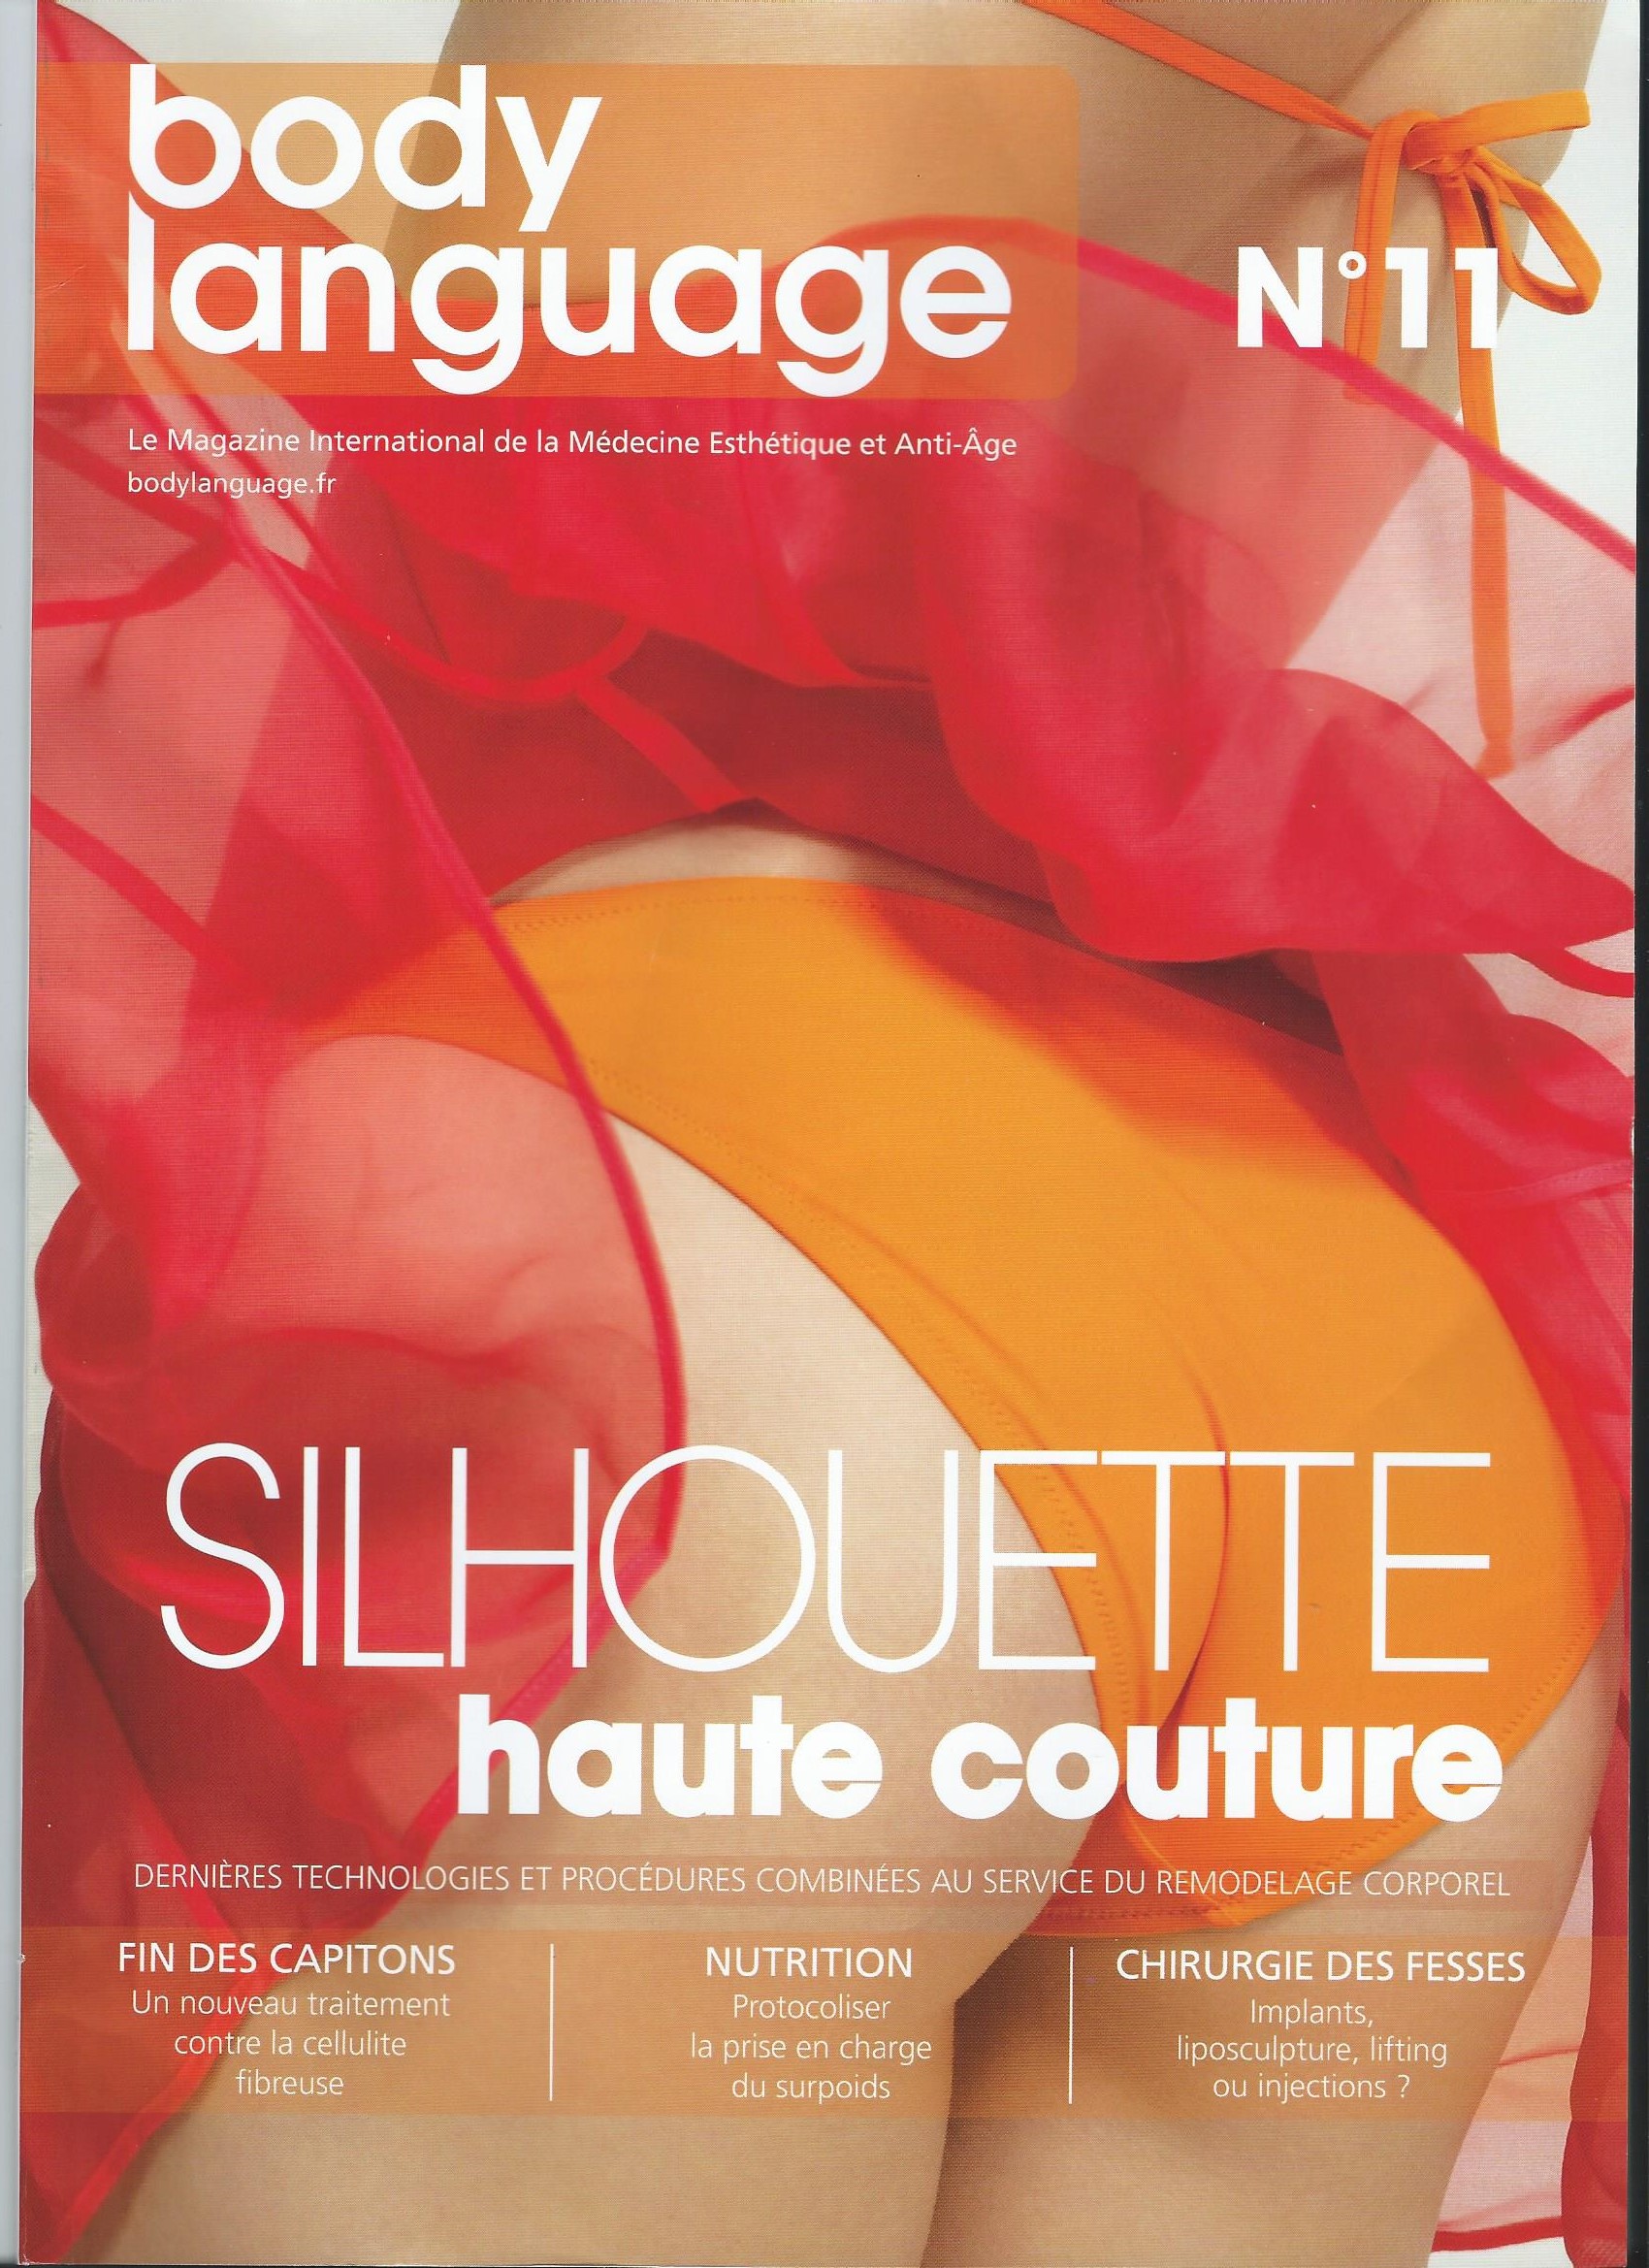 body
language
N°11
Le Magazine International de la Médecine Esthétique et Anti-Âge
bodylanguage.fr
SILHOUETTE
haute couture
DERNIÈRES TECHNOLOGIES ET PROCÉDURES COMBINÉES AU SERVICE DU REMODELAGE CORPOREL
FIN DES CAPITONS
Un nouveau traitement
contre la cellulite
fibreuse
NUTRITION
Protocoliser
la prise en charge
du surpoids
CHIRURGIE DES FESSES
Implants,
liposculpture, lifting
ou injections ?